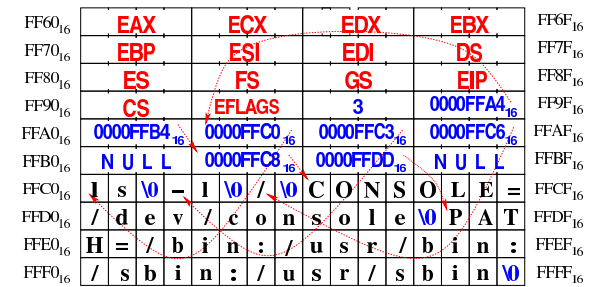 FF60₁₆ EAX ECX EDX EBX FF6F₁₆
FF70₁₆ EBP ESI EDI DS FF7F₁₆
FF80₁₆ ES FS GS EIP FF8F₁₆
FF90₁₆ CS EFLAGS 3 0000FFA4₁₆ FF9F₁₆
FFA0₁₆ 0000FFB4₁₆ 0000FFC0₁₆ 0000FFC3₁₆ 0000FFC6₁₆ FFAF₁₆
FFB0₁₆ NULL 0000FFC8₁₆ 0000FFDD₁₆ NULL FFBF₁₆
FFC0₁₆ l s \0 - l \0 / \0 C O N S O L E = FFCF₁₆
FFD0₁₆ / d e v / c o n s o l e \0 P A T FFDF₁₆
FFE0₁₆ H = / b i n : / u s r / b i n : FFEF₁₆
FFF0₁₆ / s b i n : / u s r / s b i n \0 FFFF₁₆